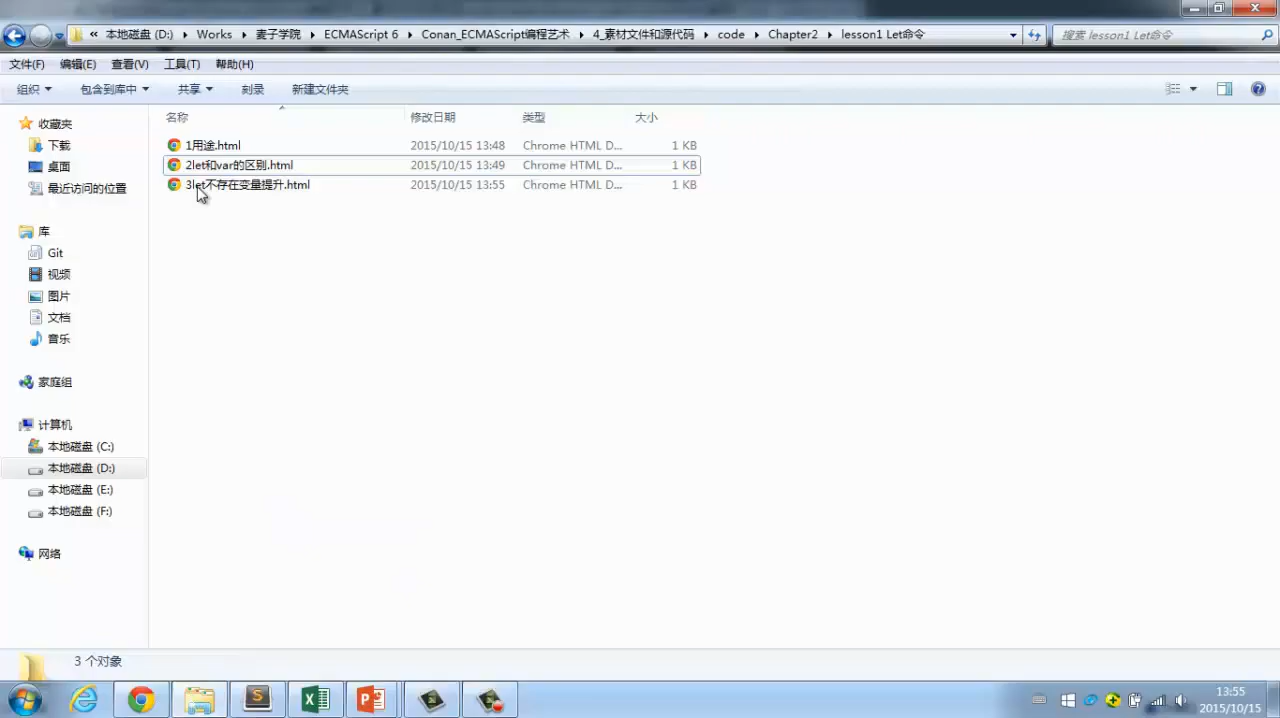 « 本地磁盘 (D:) ▸ Works ▸ 麦子学院 ▸ ECMAScript 6 ▸ Conan_ECMAScript编程艺术 ▸ 4_素材文件和源代码 ▸ code ▸ Chapter2 ▸ lesson1 Let命令
搜索 lesson1 Let命令
文件(F) 编辑(E) 查看(V) 工具(T) 帮助(H)
组织 包含到库中 共享 刻录 新建文件夹
收藏夹
下载
桌面
最近访问的位置
库
Git
视频
图片
文档
音乐
家庭组
计算机
本地磁盘 (C:)
本地磁盘 (D:)
本地磁盘 (E:)
本地磁盘 (F:)
网络
名称 修改日期 类型 大小
1用途.html 2015/10/15 13:48 Chrome HTML D... 1 KB
2let和var的区别.html 2015/10/15 13:49 Chrome HTML D... 1 KB
3let不存在变量提升.html 2015/10/15 13:55 Chrome HTML D... 1 KB
3 个对象
13:55
2015/10/15